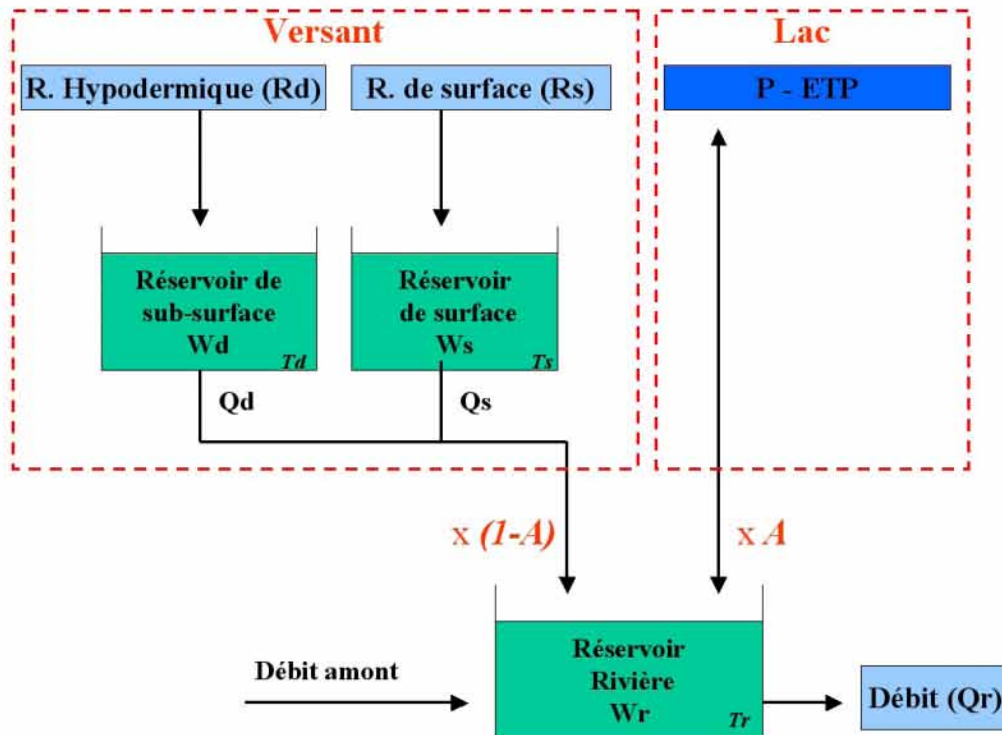 Versant
R. Hypodermique (Rd)
R. de surface (Rs)
Réservoir de
sub-surface
Wd
Td
Réservoir
de surface
Ws
Ts
Qd
Qs
Lac
P - ETP
x (1-A)
x A
Débit amont
Réservoir
Rivière
Wr
Tr
Débit (Qr)